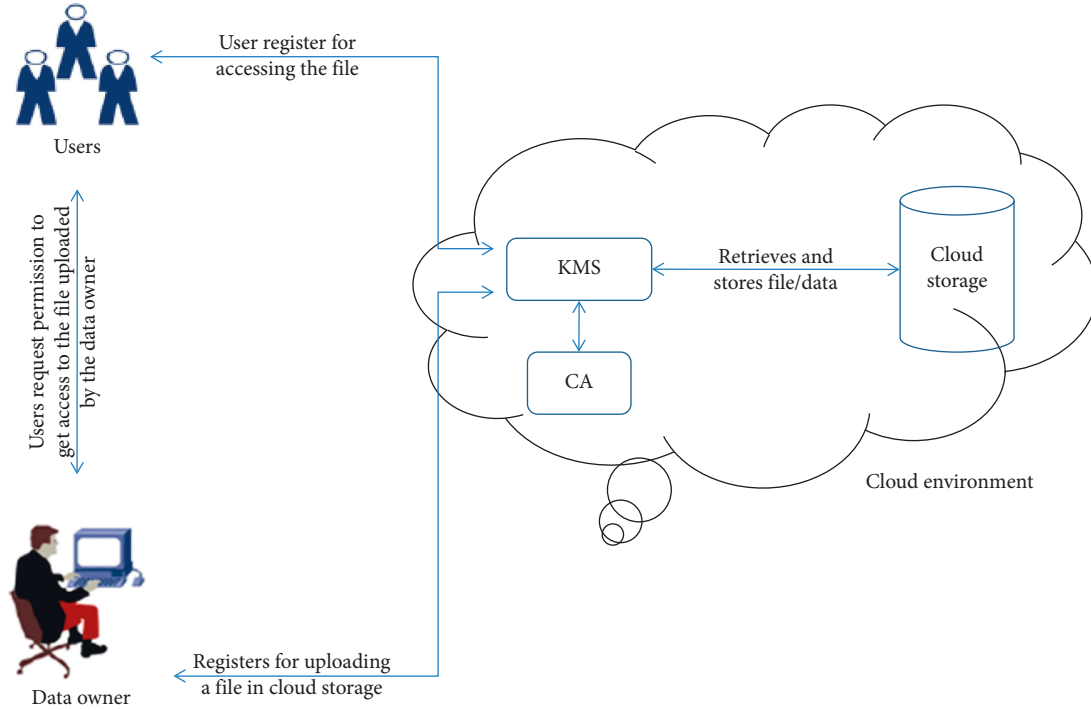 User register for
accessing the file
Users
Users request permission to
get access to the file uploaded
by the data owner
KMS
Retrieves and
stores file/data
Cloud
storage
CA
Cloud environment
Registers for uploading
a file in cloud storage
Data owner